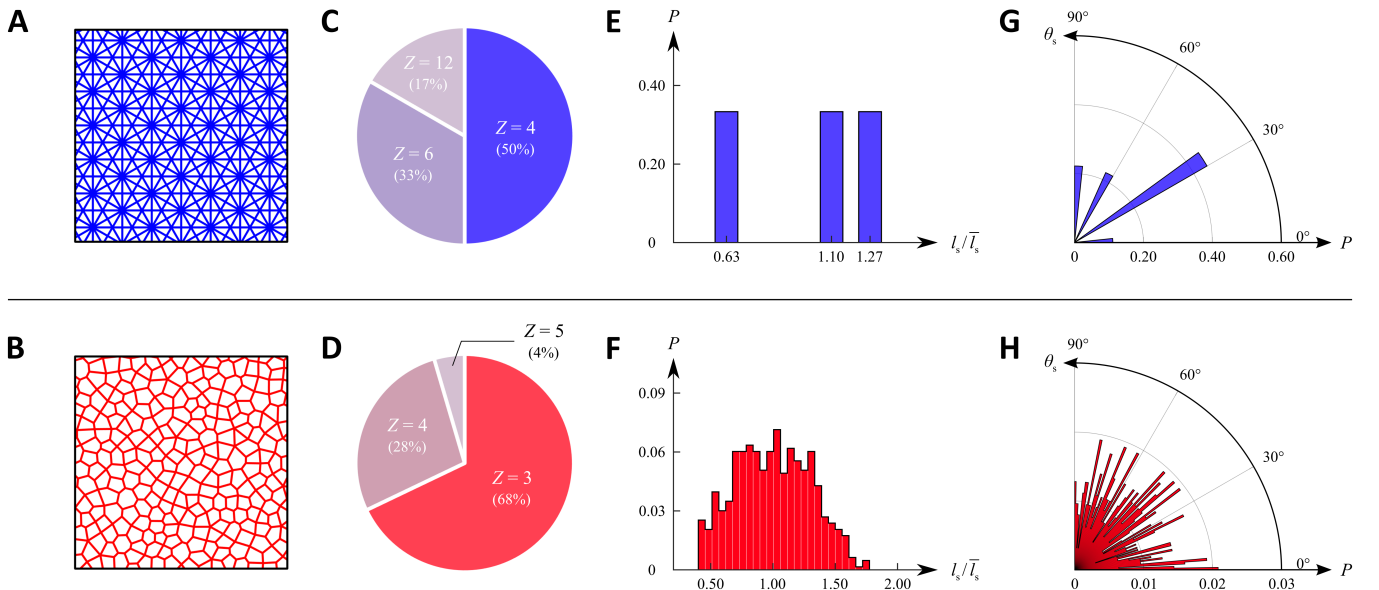 A
C
Z = 12
(17%)
Z = 4
(50%)
Z = 6
(33%)
E
P
0.40
0.20
0
0.63
1.10
1.27
l_s/l̅_s
G
90°
θ_s
60°
30°
0°
P
0
0.20
0.40
0.60
B
D
Z = 5
(4%)
Z = 4
(28%)
Z = 3
(68%)
F
P
0.09
0.06
0.03
0
0.50
1.00
1.50
2.00
l_s/l̅_s
H
90°
θ_s
60°
30°
0°
P
0
0.01
0.02
0.03